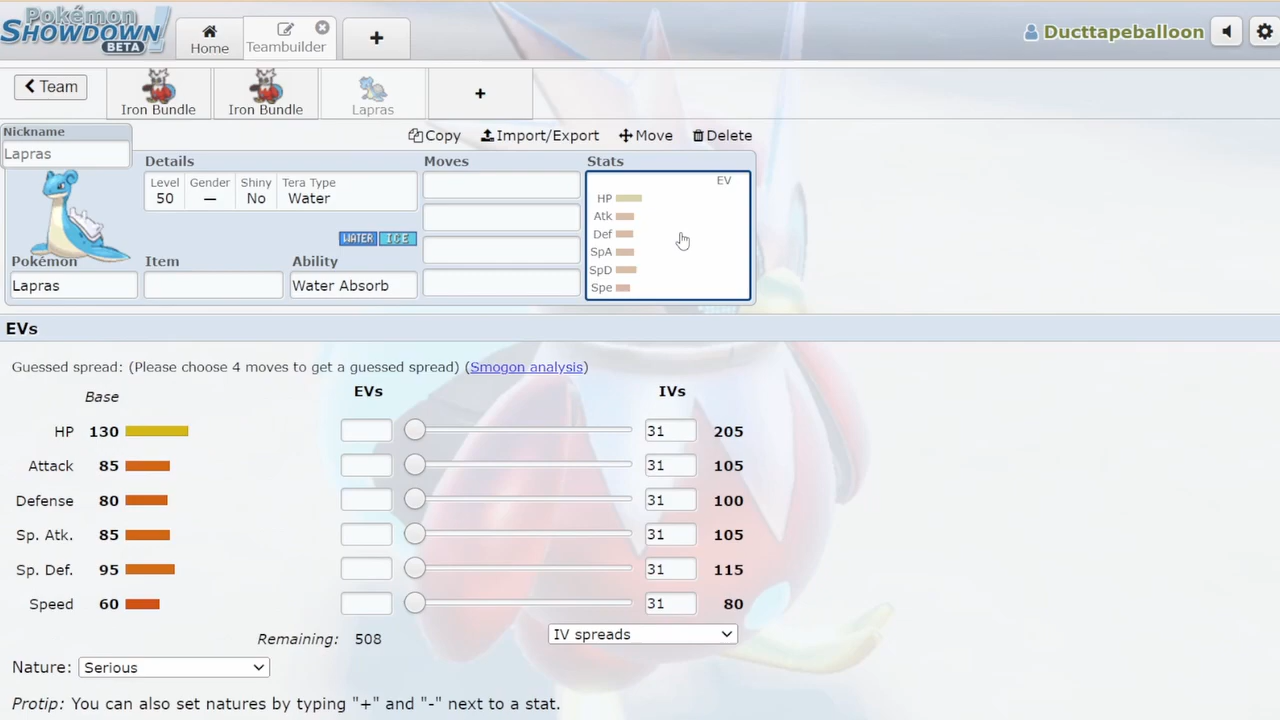 Pokémon
SHOWDOWN!
BETA
Home
Teambuilder
+
Ducttapeballoon
Team
Iron Bundle
Iron Bundle
Lapras
+
Nickname
Lapras
Copy
Import/Export
Move
Delete
Details
Moves
Stats
Level
Gender
Shiny
Tera Type
50
—
No
Water
EV
HP
Atk
Def
SpA
SpD
Spe
WATER
ICE
Pokémon
Item
Ability
Lapras
Water Absorb
EVs
Guessed spread: (Please choose 4 moves to get a guessed spread) (Smogon analysis)
Base
EVs
IVs
HP 130 31 205
Attack 85 31 105
Defense 80 31 100
Sp. Atk. 85 31 105
Sp. Def. 95 31 115
Speed 60 31 80
Remaining: 508
IV spreads
Nature: Serious
Protip: You can also set natures by typing "+" and "-" next to a stat.